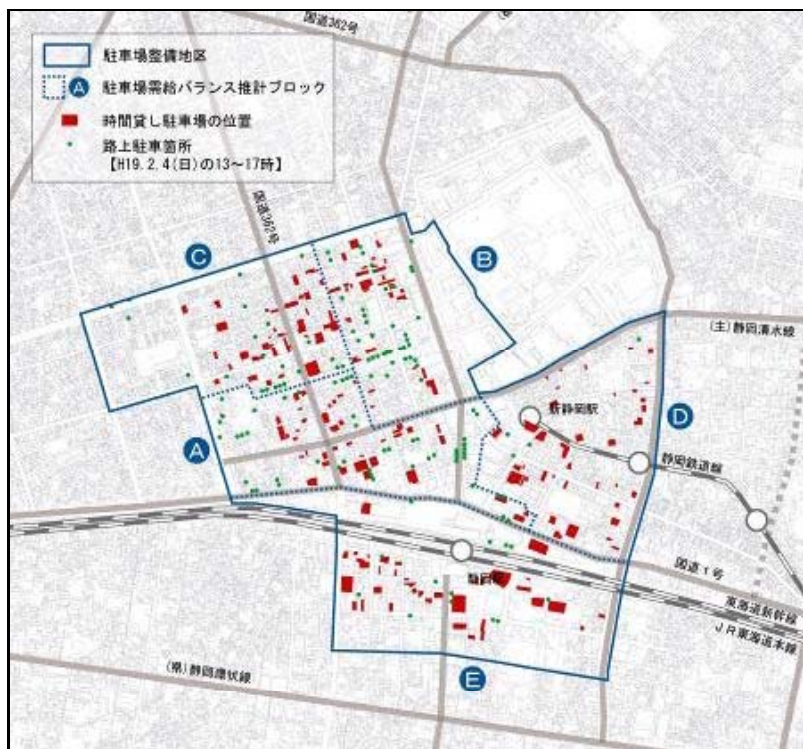 駐車場整備地区
A 駐車場需給バランス推計ブロック
時間貸し駐車場の位置
路上駐車箇所
【H19.2.4(日)の13~17時】
国道362号
国道362号
C
B
(主)静岡清水線
新静岡駅
D
A
静岡鉄道線
国道1号
静岡駅
東海道新幹線
JR東海道本線
(県)静岡環状線
E